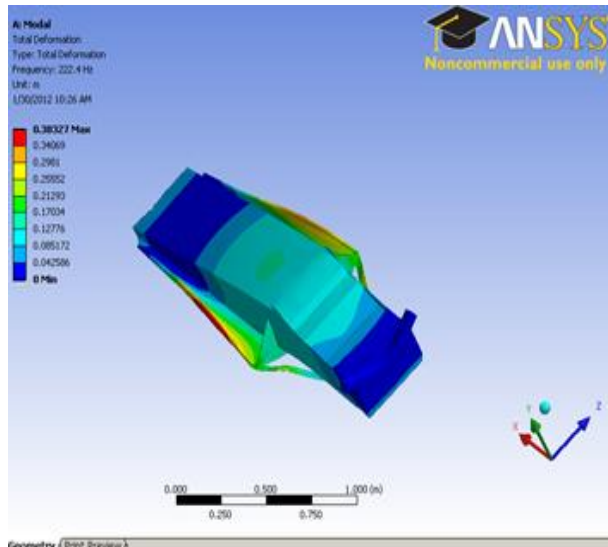 A: Modal
Total Deformation
Type: Total Deformation
Frequency: 222.4 Hz
Unit: m
1/30/2012 10:26 AM
ANSYS
Noncommercial use only
0.38327 Max
0.34069
0.2981
0.25552
0.21293
0.17034
0.12776
0.085172
0.042586
0 Min
X
Y
Z
0.000
0.500
1.000 (m)
0.250
0.750
Geometry
Print Preview